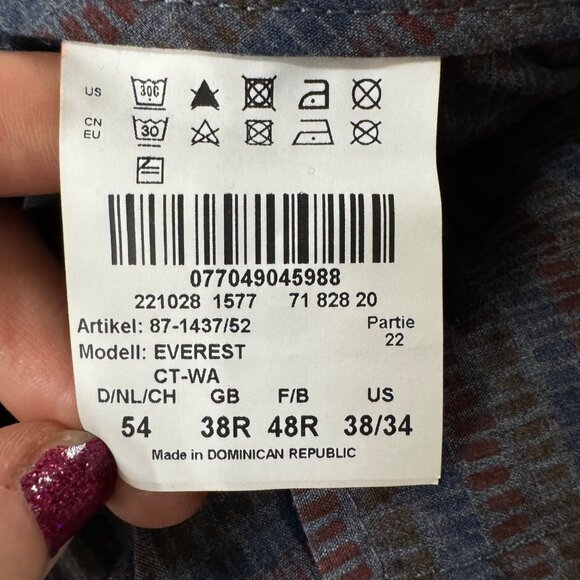 US 30C
CN EU 30
077049045988
221028 1577 71 828 20
Artikel: 87-1437/52 Partie
Modell: EVEREST 22
CT-WA
D/NL/CH GB F/B US
54 38R 48R 38/34
Made in DOMINICAN REPUBLIC